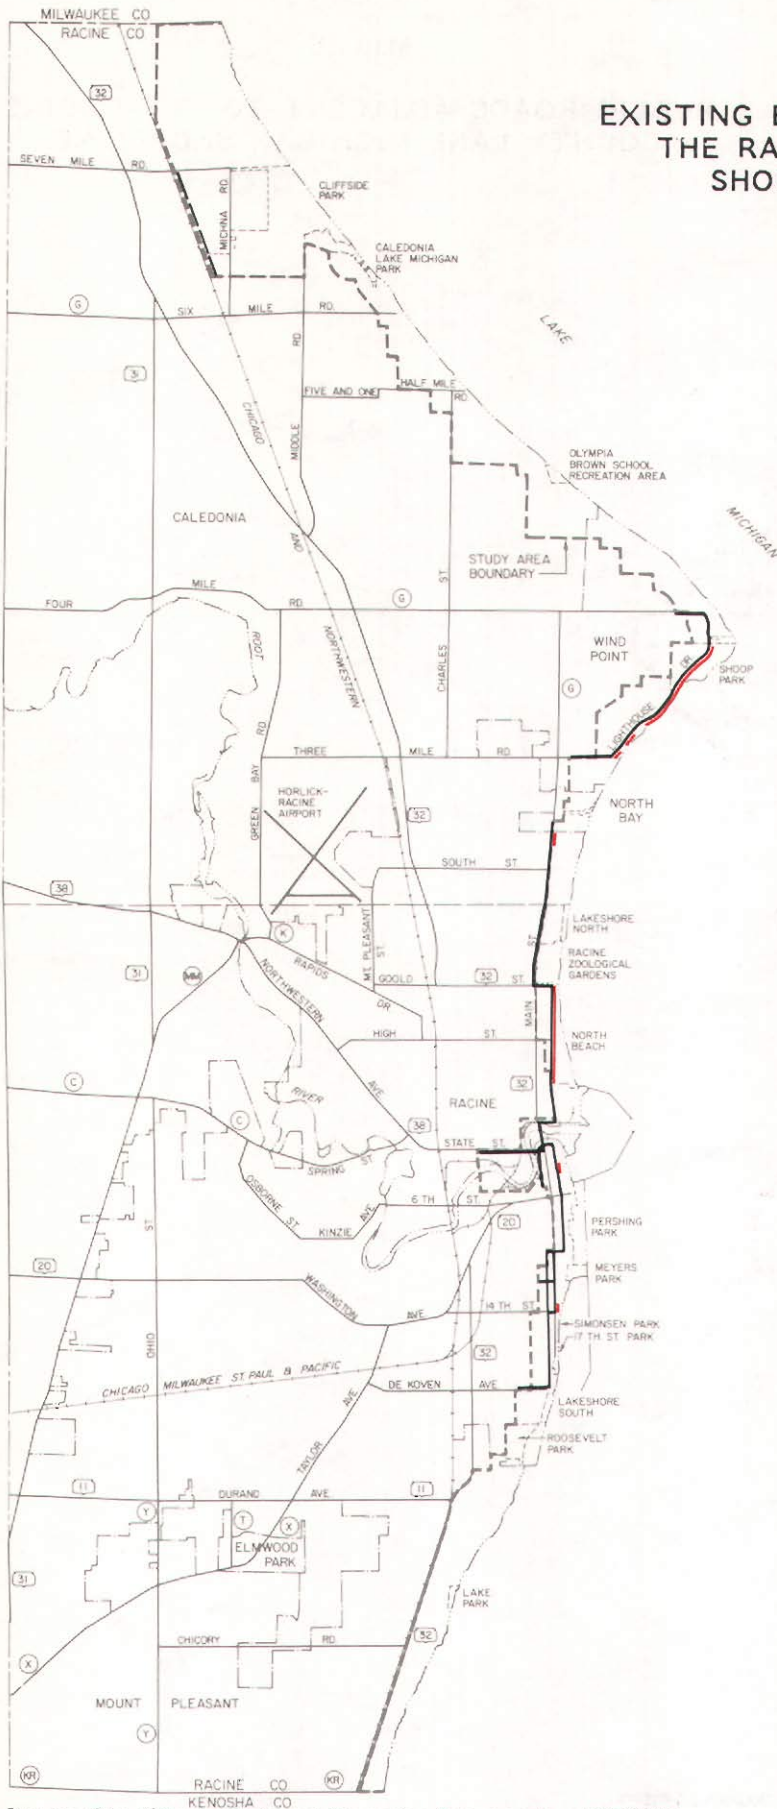 MILWAUKEE CO
RACINE CO
EXISTING
THE RA
SHO
32
SEVEN MILE RD.
MICHNA RD.
CLIFFSIDE
PARK
CALEDONIA
LAKE MICHIGAN
PARK
G
SIX MILE RD.
LAKE
31
RD.
MIDDLE
FIVE AND ONE HALF MILE
RD.
CHICAGO
AND
NORTHWESTERN
OLYMPIA
BROWN SCHOOL
RECREATION AREA
MICHIGAN
CALEDONIA
STUDY AREA
BOUNDARY
ST.
CHARLES
FOUR MILE RD.
G
ROOT
WIND
POINT
SHOOP
PARK
LIGHTHOUSE DR
G
THREE MILE RD.
GREEN BAY RD.
HORLICK-
RACINE
AIRPORT
32
NORTH
BAY
SOUTH ST
38
MT. PLEASANT ST.
LAKESHORE
NORTH
K
RAPIDS DR
RACINE
ZOOLOGICAL
GARDENS
31
MM
NORTHWESTERN AVE.
GOOLD 32 ST.
MAIN ST.
HIGH ST.
NORTH
BEACH
C
32
RIVER
RACINE
C
38
STATE ST.
SPRING ST.
OSBORNE ST.
KINZIE AVE
6 TH ST.
20
PERSHING
PARK
ST.
20
MEYERS
PARK
WASHINGTON AVE
14 TH ST.
SIMONSEN PARK
17 TH ST PARK
OHIO
32
CHICAGO MILWAUKEE ST. PAUL & PACIFIC
DE KOVEN AVE
LAKESHORE
SOUTH
TAYLOR AVE
ROOSEVELT
PARK
11
DURAND AVE.
11
Y
T
X
ELMWOOD
PARK
31
LAKE
PARK
32
CHICORY RD.
X
MOUNT PLEASANT
Y
KR
RACINE CO
KR
KENOSHA CO